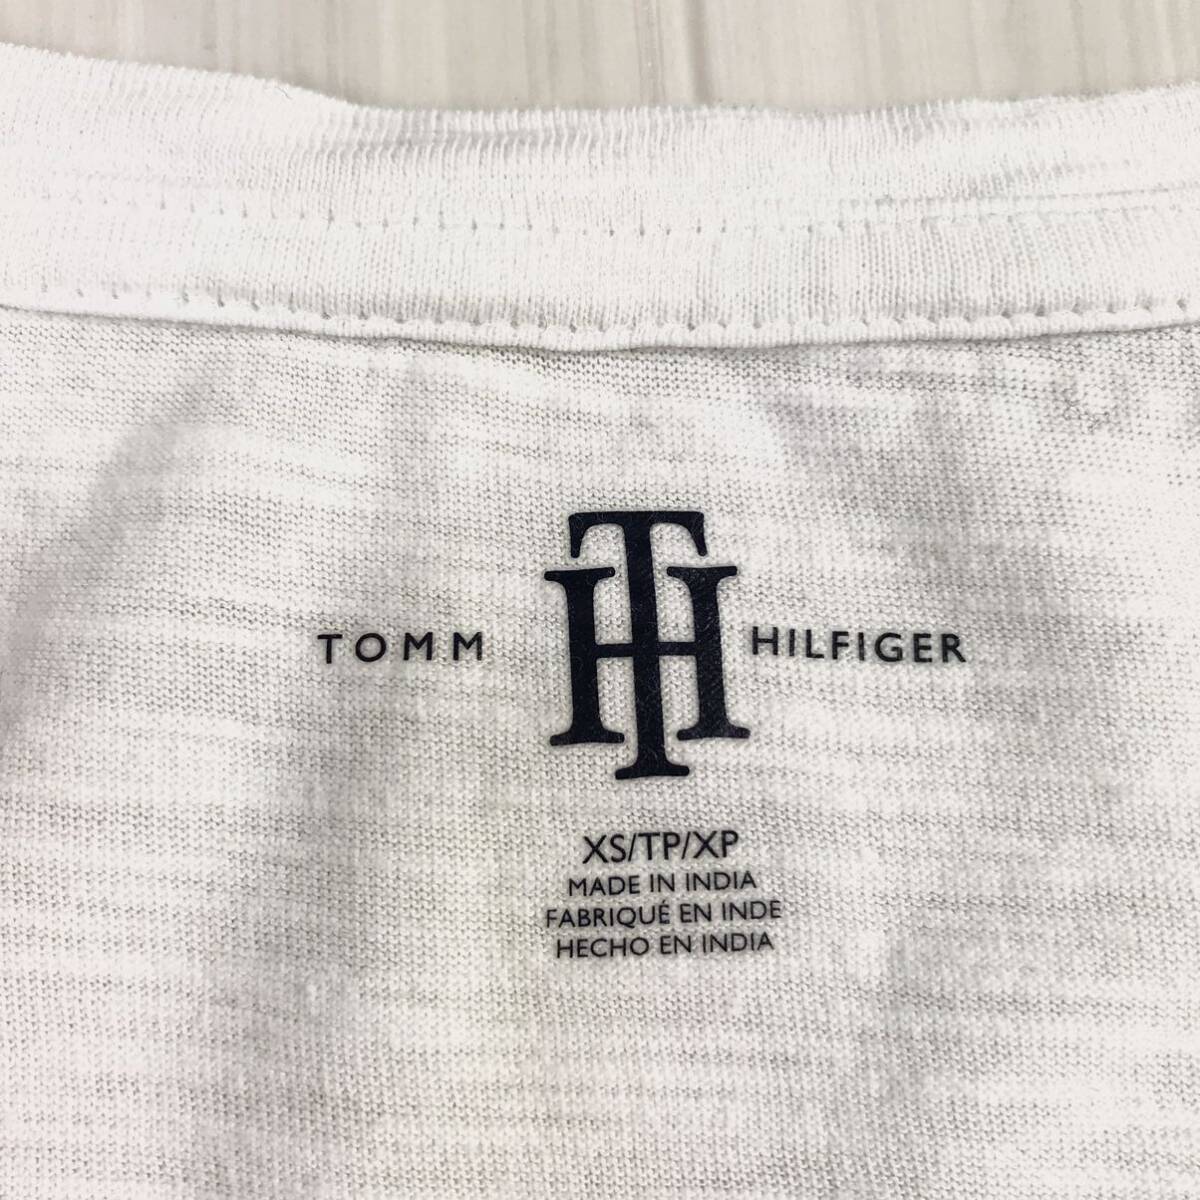 TOMM TH HILFIGER
XS/TP/XP
MADE IN INDIA
FABRIQUÉ EN INDE
HECHO EN INDIA